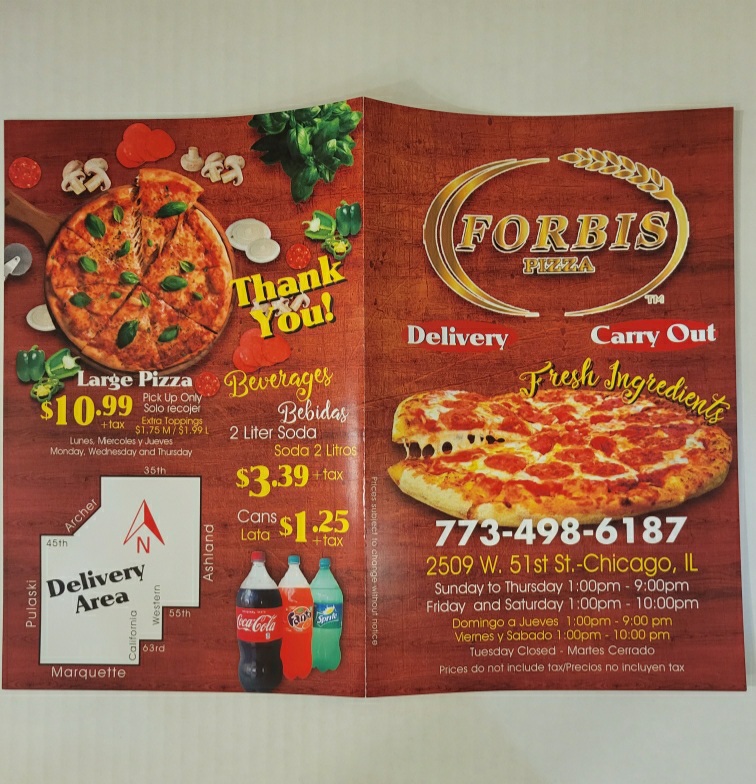 Thank
You!
Large Pizza
$10.99
+tax
Pick Up Only
Solo recojer
Extra Toppings
$1.75 M / $1.99 L
Lunes, Miercoles y Jueves
Monday, Wednesday and Thursday
Beverages
Bebidas
2 Liter Soda
Soda 2 Litros
$3.39 +tax
Cans
Lata
$1.25
+tax
Coca-Cola
Fanta
Sprite
35th
Archer
45th
N
Delivery
Area
Ashland
Pulaski
Western
California
55th
63rd
Marquette
Prices subject to change without notice
FORBIS
PIZZA
TM
Delivery
Carry Out
Fresh Ingredients
773-498-6187
2509 W. 51st St.-Chicago, IL
Sunday to Thursday 1:00pm - 9:00pm
Friday and Saturday 1:00pm - 10:00pm
Domingo a Jueves 1:00pm - 9:00 pm
Viernes y Sabado 1:00pm - 10:00 pm
Tuesday Closed - Martes Cerrado
Prices do not include tax/Precios no incluyen tax